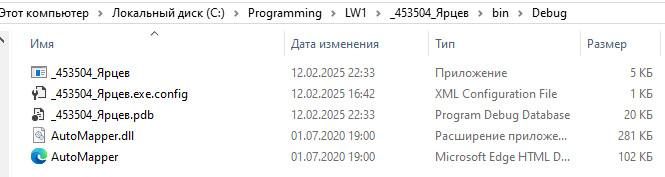 Этот компьютер > Локальный диск (C:) > Programming > LW1 > _453504_Ярцев > bin > Debug
Имя Дата изменения Тип Размер
_453504_Ярцев 12.02.2025 22:33 Приложение 5 КБ
_453504_Ярцев.exe.config 12.02.2025 16:42 XML Configuration File 1 КБ
_453504_Ярцев.pdb 12.02.2025 22:33 Program Debug Database 20 КБ
AutoMapper.dll 01.07.2020 19:00 Расширение приложе... 281 КБ
AutoMapper 01.07.2020 19:00 Microsoft Edge HTML D... 102 КБ